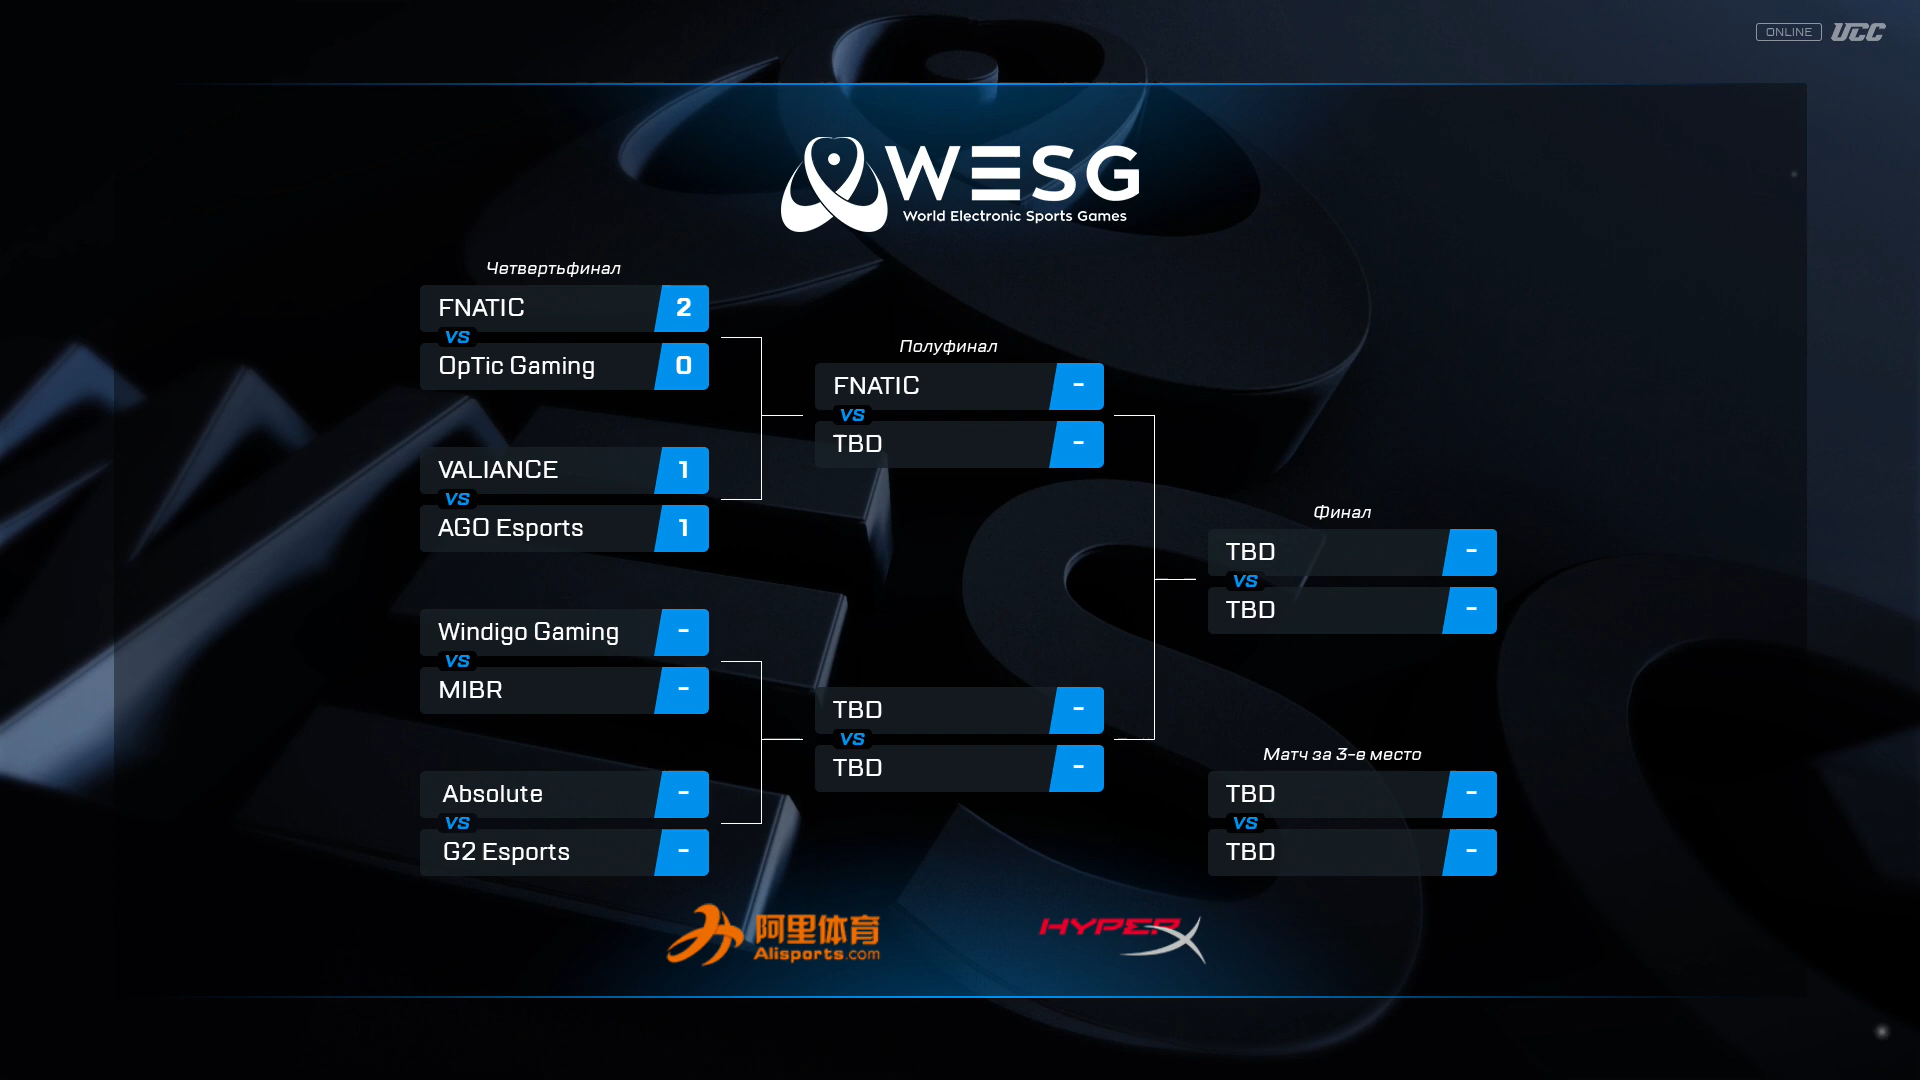 ONLINE UCC
WESG
World Electronic Sports Games
Четвертьфинал
FNATIC 2
VS
OpTic Gaming 0
VALIANCE 1
VS
AGO Esports 1
Windigo Gaming -
VS
MIBR -
Absolute -
VS
G2 Esports -
Полуфинал
FNATIC -
VS
TBD -
TBD -
VS
TBD -
Финал
TBD -
VS
TBD -
Матч за 3-е место
TBD -
VS
TBD -
阿里体育
Alisports.com
HYPERX